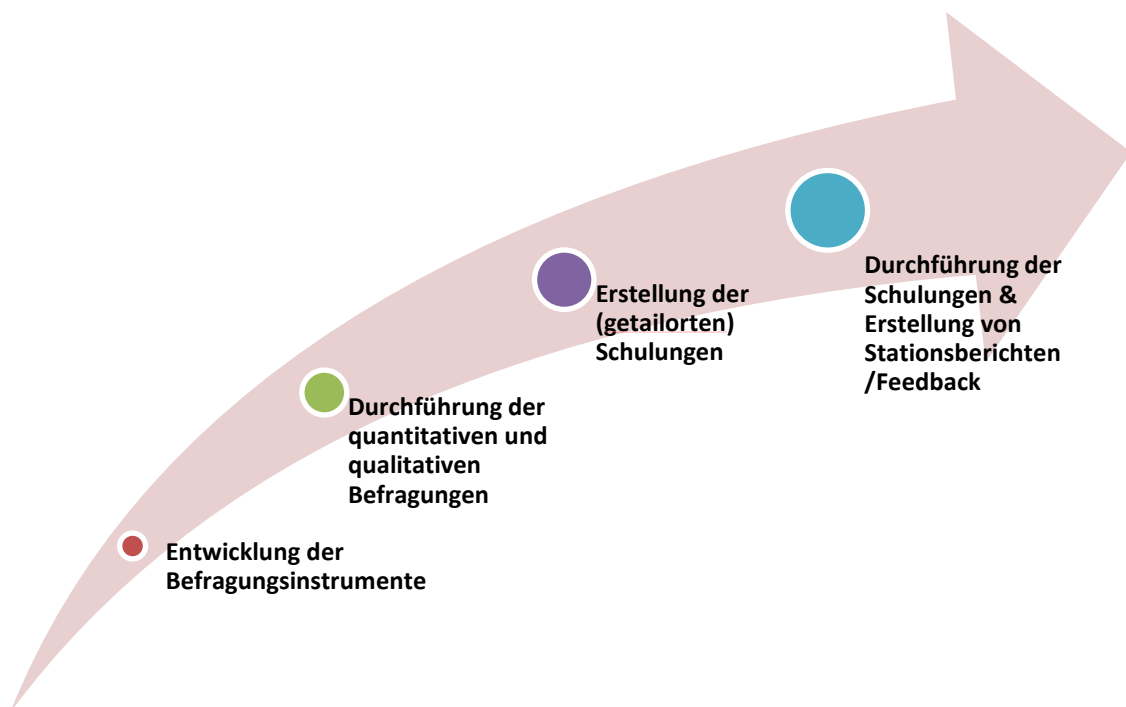 Entwicklung der
Befragungsinstrumente
Durchführung der
quantitativen und
qualitativen
Befragungen
Erstellung der
(getailorten)
Schulungen
Durchführung der
Schulungen &
Erstellung von
Stationsberichten
/Feedback